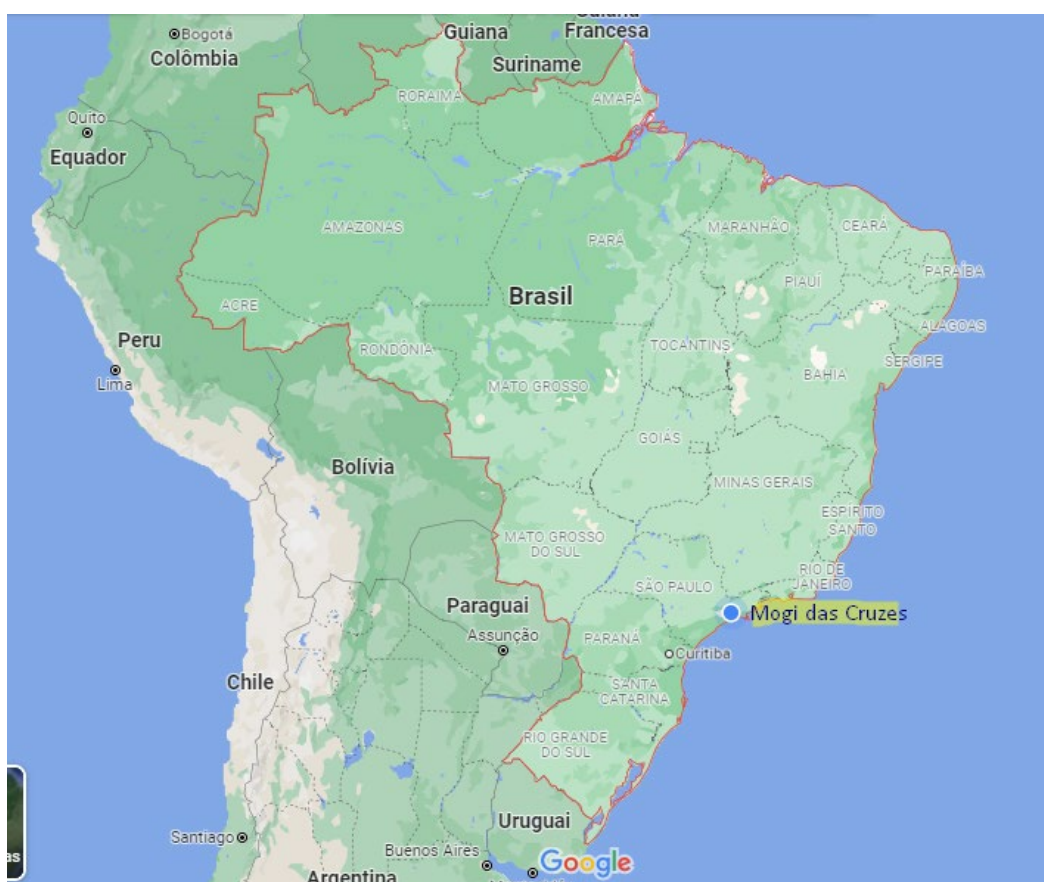 Guiana
Francesa
Bogotá
Colômbia
Suriname
RORAIMA
AMAPÁ
Quito
Equador
AMAZONAS
PARÁ
MARANHÃO
CEARÁ
PIAUÍ
PARAÍBA
Brasil
ACRE
ALAGOAS
Peru
RONDÔNIA
TOCANTINS
SERGIPE
Lima
MATO GROSSO
BAHIA
GOIÁS
Bolívia
MINAS GERAIS
ESPÍRITO
SANTO
MATO GROSSO
DO SUL
RIO DE
JANEIRO
SÃO PAULO
Paraguai
Mogi das Cruzes
Assunção
PARANÁ
Curitiba
Chile
SANTA
CATARINA
RIO GRANDE
DO SUL
Uruguai
Santiago
Buenos Aires
Google
as
Argentina